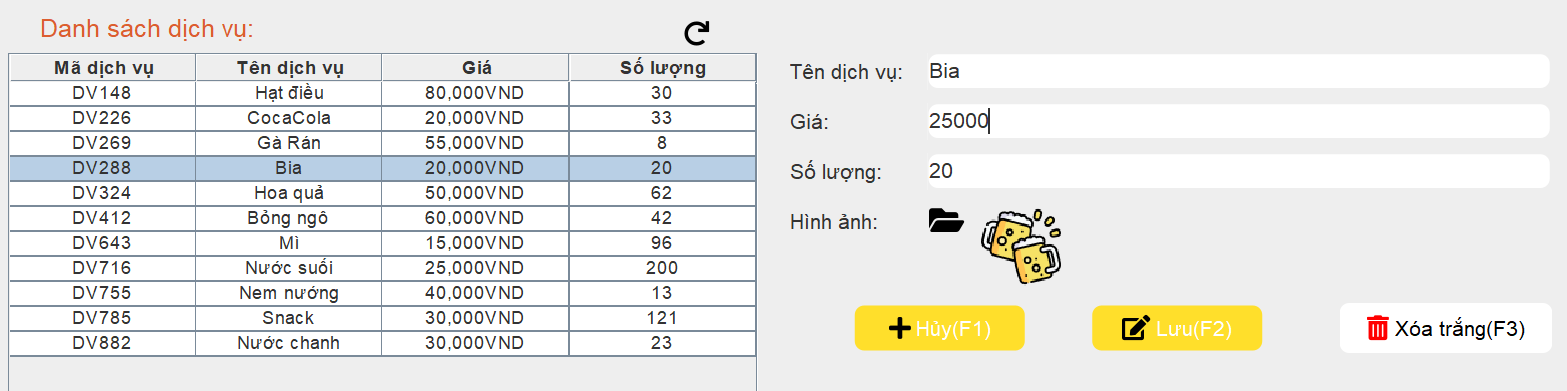 Danh sách dịch vụ:
Mã dịch vụ Tên dịch vụ Giá Số lượng
DV148 Hạt điều 80,000VND 30
DV226 CocaCola 20,000VND 33
DV269 Gà Rán 55,000VND 8
DV288 Bia 20,000VND 20
DV324 Hoa quả 50,000VND 62
DV412 Bỏng ngô 60,000VND 42
DV643 Mì 15,000VND 96
DV716 Nước suối 25,000VND 200
DV755 Nem nướng 40,000VND 13
DV785 Snack 30,000VND 121
DV882 Nước chanh 30,000VND 23
Tên dịch vụ: Bia
Giá: 25000
Số lượng: 20
Hình ảnh:
Hủy(F1) Lưu(F2) Xóa trắng(F3)